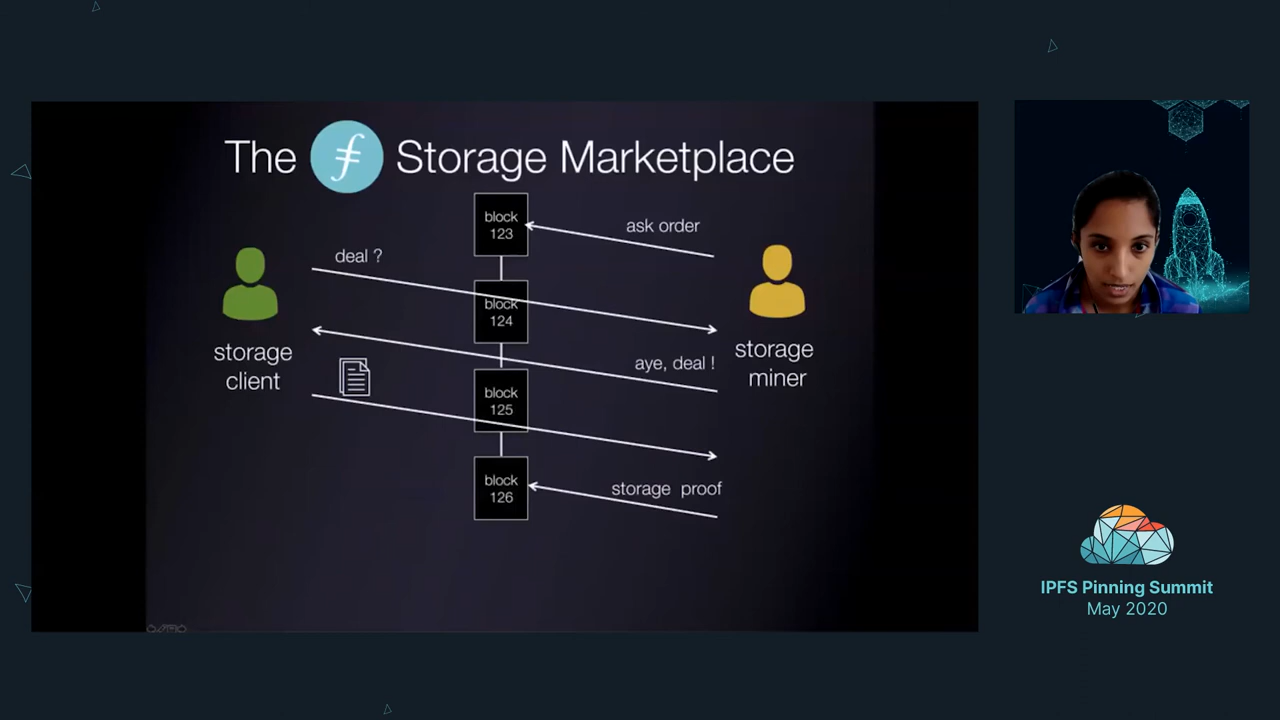 The ⨎ Storage Marketplace
block
123
ask order
deal ?
block
124
storage
client
aye, deal !
storage
miner
block
125
block
126
storage proof
IPFS Pinning Summit
May 2020